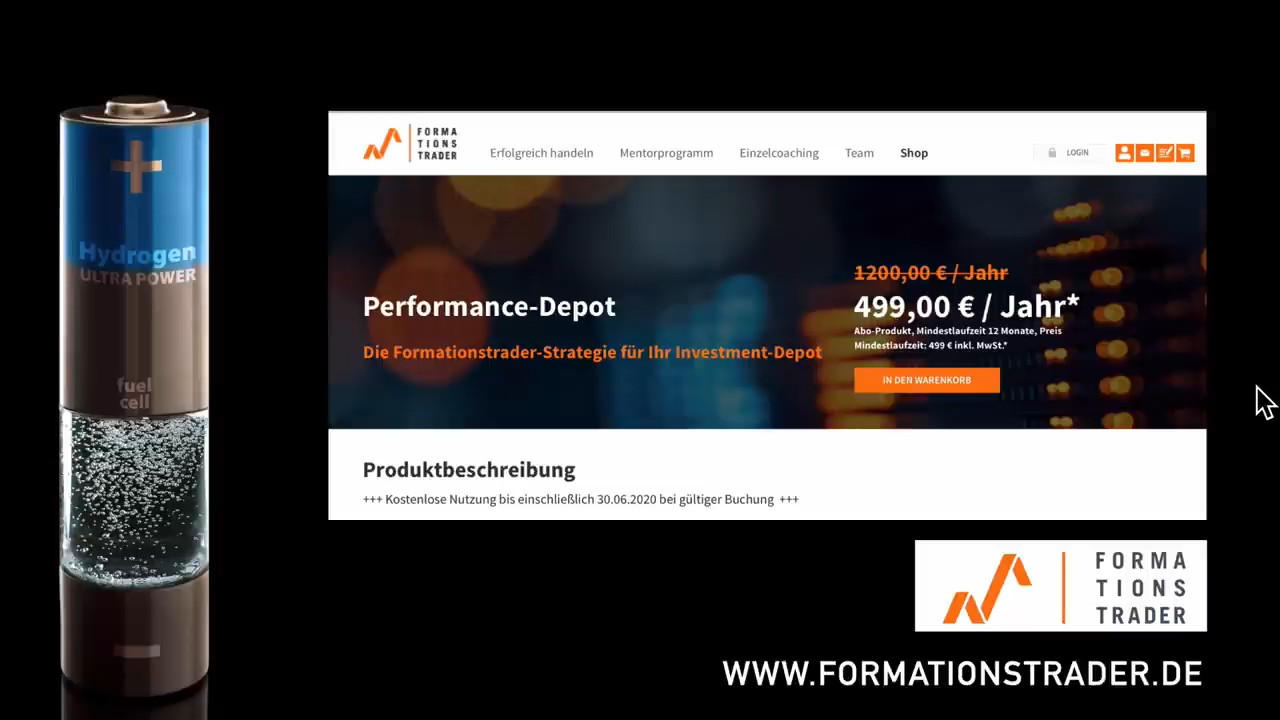 +
Hydrogen
ULTRA POWER
fuel
cell
FORMA
TIONS
TRADER
Erfolgreich handeln Mentorprogramm Einzelcoaching Team Shop
LOGIN
1200,00 € / Jahr
Performance-Depot
499,00 € / Jahr*
Abo-Produkt, Mindestlaufzeit 12 Monate, Preis
Mindestlaufzeit: 499 € inkl. MwSt.*
Die Formationstrader-Strategie für Ihr Investment-Depot
IN DEN WARENKORB
Produktbeschreibung
+++ Kostenlose Nutzung bis einschließlich 30.06.2020 bei gültiger Buchung +++
FORMA
TIONS
TRADER
WWW.FORMATIONSTRADER.DE